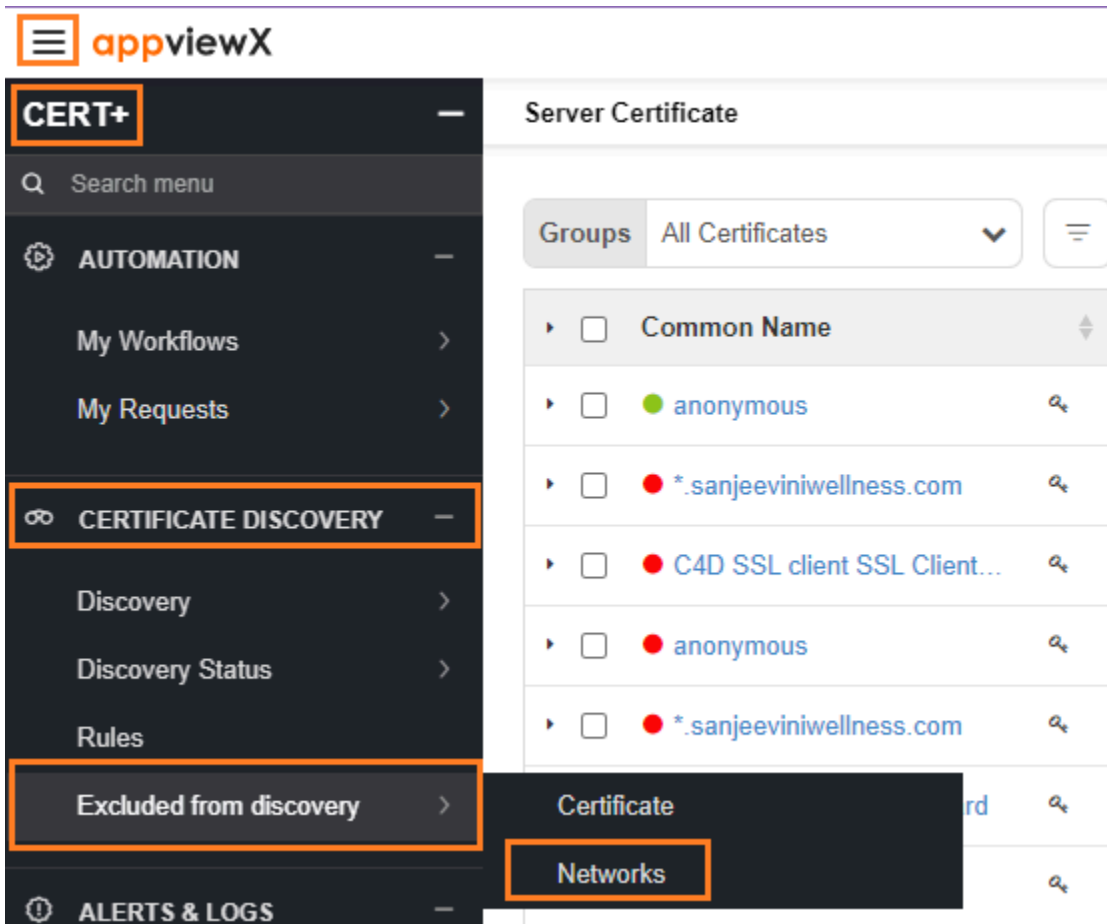 appviewX
CERT+
Search menu
AUTOMATION
My Workflows
My Requests
CERTIFICATE DISCOVERY
Discovery
Discovery Status
Rules
Excluded from discovery
ALERTS & LOGS
Certificate
Networks
Server Certificate
Groups All Certificates
Common Name
anonymous
*.sanjeeviniwellness.com
C4D SSL client SSL Client...
anonymous
*.sanjeeviniwellness.com
rd